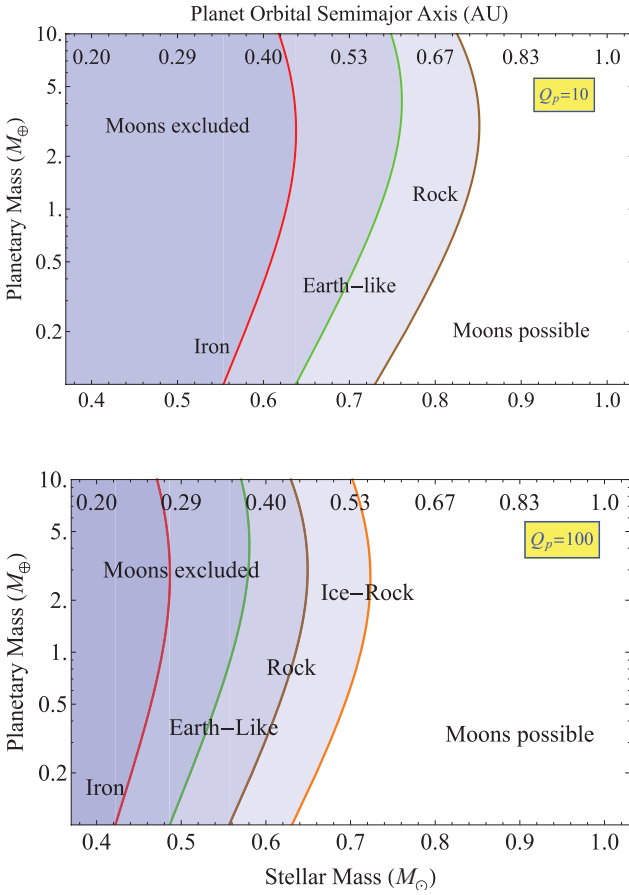 Planet Orbital Semimajor Axis (AU)
10.
0.20 0.29 0.40 0.53 0.67 0.83 1.0
5.
Qₚ=10
Moons excluded
2.
Rock
1.
0.5
Earth−like
0.2
Iron
Moons possible
Planetary Mass (M⊕)
0.4 0.5 0.6 0.7 0.8 0.9 1.0
10.
0.20 0.29 0.40 0.53 0.67 0.83 1.0
5.
Qₚ=100
Moons excluded
2.
Ice−Rock
1.
Rock
0.5
Earth−Like
Moons possible
0.2
Iron
Planetary Mass (M⊕)
0.4 0.5 0.6 0.7 0.8 0.9 1.0
Stellar Mass (M⊙)